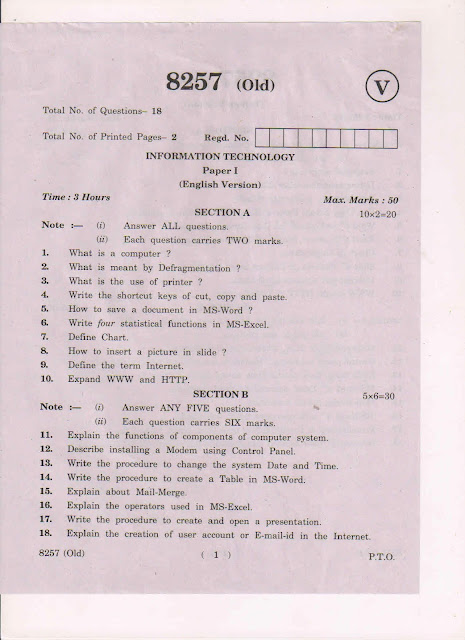 8257 (Old)
V
Total No. of Questions– 18
Total No. of Printed Pages– 2 Regd. No.
INFORMATION TECHNOLOGY
Paper I
(English Version)
Time : 3 Hours Max. Marks : 50
SECTION A 10×2=20
Note :— (i) Answer ALL questions.
(ii) Each question carries TWO marks.
1. What is a computer ?
2. What is meant by Defragmentation ?
3. What is the use of printer ?
4. Write the shortcut keys of cut, copy and paste.
5. How to save a document in MS-Word ?
6. Write four statistical functions in MS-Excel.
7. Define Chart.
8. How to insert a picture in slide ?
9. Define the term Internet.
10. Expand WWW and HTTP.
SECTION B 5×6=30
Note :— (i) Answer ANY FIVE questions.
(ii) Each question carries SIX marks.
11. Explain the functions of components of computer system.
12. Describe installing a Modem using Control Panel.
13. Write the procedure to change the system Date and Time.
14. Write the procedure to create a Table in MS-Word.
15. Explain about Mail-Merge.
16. Explain the operators used in MS-Excel.
17. Write the procedure to create and open a presentation.
18. Explain the creation of user account or E-mail-id in the Internet.
8257 (Old) ( 1 ) P.T.O.